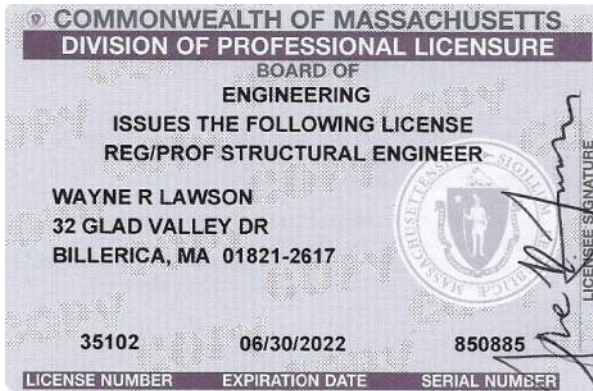 COMMONWEALTH OF MASSACHUSETTS
DIVISION OF PROFESSIONAL LICENSURE
BOARD OF
ENGINEERING
ISSUES THE FOLLOWING LICENSE
REG/PROF STRUCTURAL ENGINEER
WAYNE R LAWSON
32 GLAD VALLEY DR
BILLERICA, MA 01821-2617
35102 06/30/2022 850885
LICENSE NUMBER EXPIRATION DATE SERIAL NUMBER
LICENSEE SIGNATURE
COPY